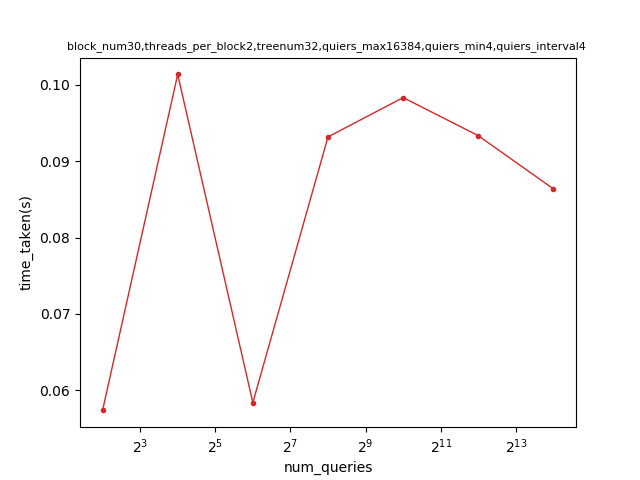 block_num30,threads_per_block2,treenum32,quiers_max16384,quiers_min4,quiers_interval4
0.10
0.09
0.08
0.07
0.06
time_taken(s)
2^3 2^5 2^7 2^9 2^11 2^13
num_queries